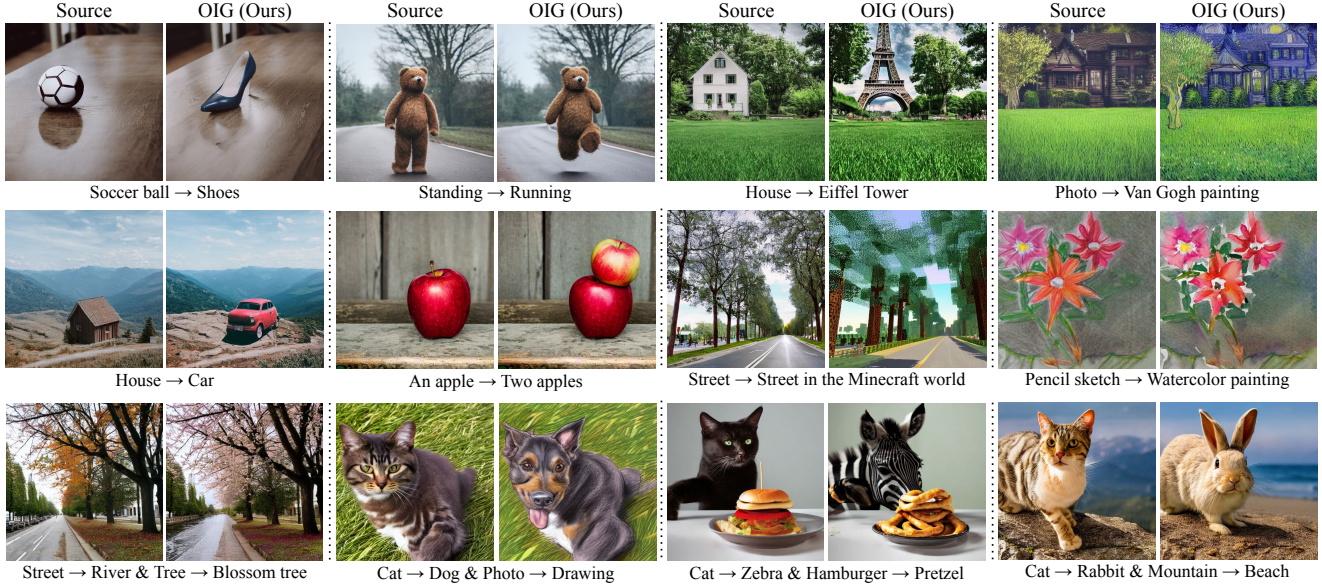 Source OIG (Ours) Source OIG (Ours) Source OIG (Ours) Source OIG (Ours)
Soccer ball → Shoes
Standing → Running
House → Eiffel Tower
Photo → Van Gogh painting
House → Car
An apple → Two apples
Street → Street in the Minecraft world
Pencil sketch → Watercolor painting
Street → River & Tree → Blossom tree
Cat → Dog & Photo → Drawing
Cat → Zebra & Hamburger → Pretzel
Cat → Rabbit & Mountain → Beach